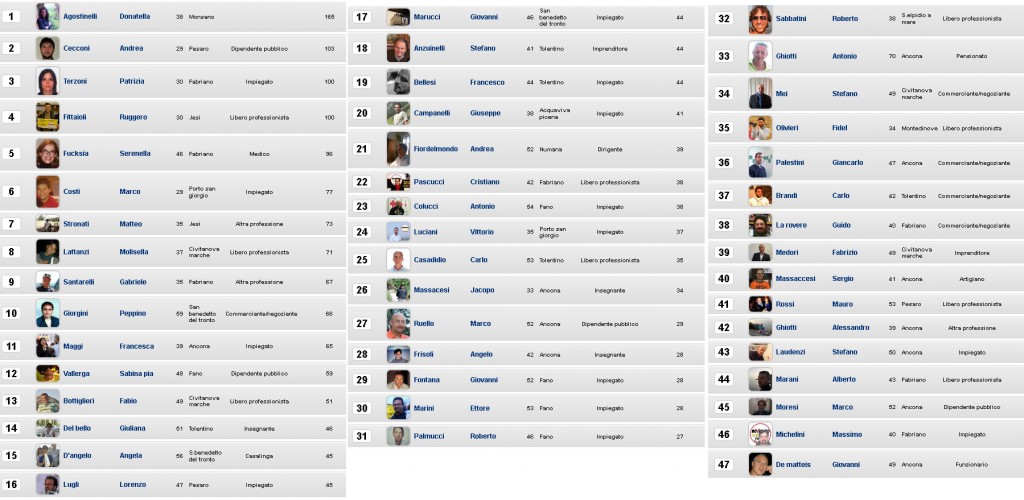 1 Agostinelli Donatella 38 Monsano 166
2 Cecconi Andrea 29 Pesaro Dipendente pubblico 103
3 Terzoni Patrizia 30 Fabriano Impiegato 100
4 Fittaioli Ruggero 30 Jesi Libero professionista 100
5 Fucksia Serenella 46 Fabriano Medico 96
6 Costi Marco 29 Porto san giorgio Impiegato 77
7 Stronati Matteo 35 Jesi Altra professione 73
8 Lattanzi Molisella 37 Civitanova marche Libero professionista 71
9 Santarelli Gabriele 35 Fabriano Altra professione 67
10 Giorgini Peppino 59 San benedetto del tronto Commerciante/negoziante 66
11 Maggi Francesca 39 Ancona Impiegato 65
12 Vallerga Sabina pia 48 Fano Dipendente pubblico 59
13 Bottiglieri Fabio 49 Civitanova marche Libero professionista 51
14 Del bello Giuliana 51 Tolentino Insegnante 46
15 D'angelo Angela 56 S.benedetto del tronto Casalinga 45
16 Lugli Lorenzo 47 Pesaro Impiegato 45
17 Marucci Giovanni 46 San benedetto del tronto Impiegato 44
18 Anzuinelli Stefano 41 Tolentino Imprenditore 44
19 Bellesi Francesco 44 Tolentino Impiegato 44
20 Campanelli Giuseppe 38 Acquaviva picena Impiegato 41
21 Fiordelmondo Andrea 52 Numana Dirigente 39
22 Pascucci Cristiano 42 Fabriano Libero professionista 38
23 Colucci Antonio 54 Fano Impiegato 38
24 Luciani Vittorio 35 Porto san giorgio Impiegato 37
25 Casadidio Carlo 53 Tolentino Libero professionista 35
26 Massacesi Jacopo 33 Ancona Insegnante 34
27 Ruello Marco 52 Ancona Dipendente pubblico 29
28 Frisoli Angelo 42 Ancona Insegnante 28
29 Fontana Giovanni 52 Fano Impiegato 28
30 Marini Ettore 53 Fano Impiegato 28
31 Palmucci Roberto 46 Fano Impiegato 27
32 Sabbatini Roberto 38 S.elpidio a mare Libero professionista
33 Ghiotti Antonio 70 Ancona Pensionato
34 Mei Stefano 49 Civitanova marche Commerciante/negoziante
35 Olivieri Fidel 34 Montedinove Libero professionista
36 Palestini Giancarlo 47 Ancona Commerciante/negoziante
37 Brandi Carlo 42 Tolentino Commerciante/negoziante
38 La rovere Guido 40 Fabriano Commerciante/negoziante
39 Medori Fabrizio 49 Civitanova marche Imprenditore
40 Massaccesi Sergio 41 Ancona Artigiano
41 Rossi Mauro 53 Pesaro Libero professionista
42 Ghiotti Alessandro 39 Ancona Altra professione
43 Laudenzi Stefano 50 Ancona Impiegato
44 Marani Alberto 43 Fabriano Libero professionista
45 Moresi Marco 52 Ancona Dipendente pubblico
46 Michelini Massimo 40 Fabriano Impiegato
47 De matteis Giovanni 49 Ancona Funzionario